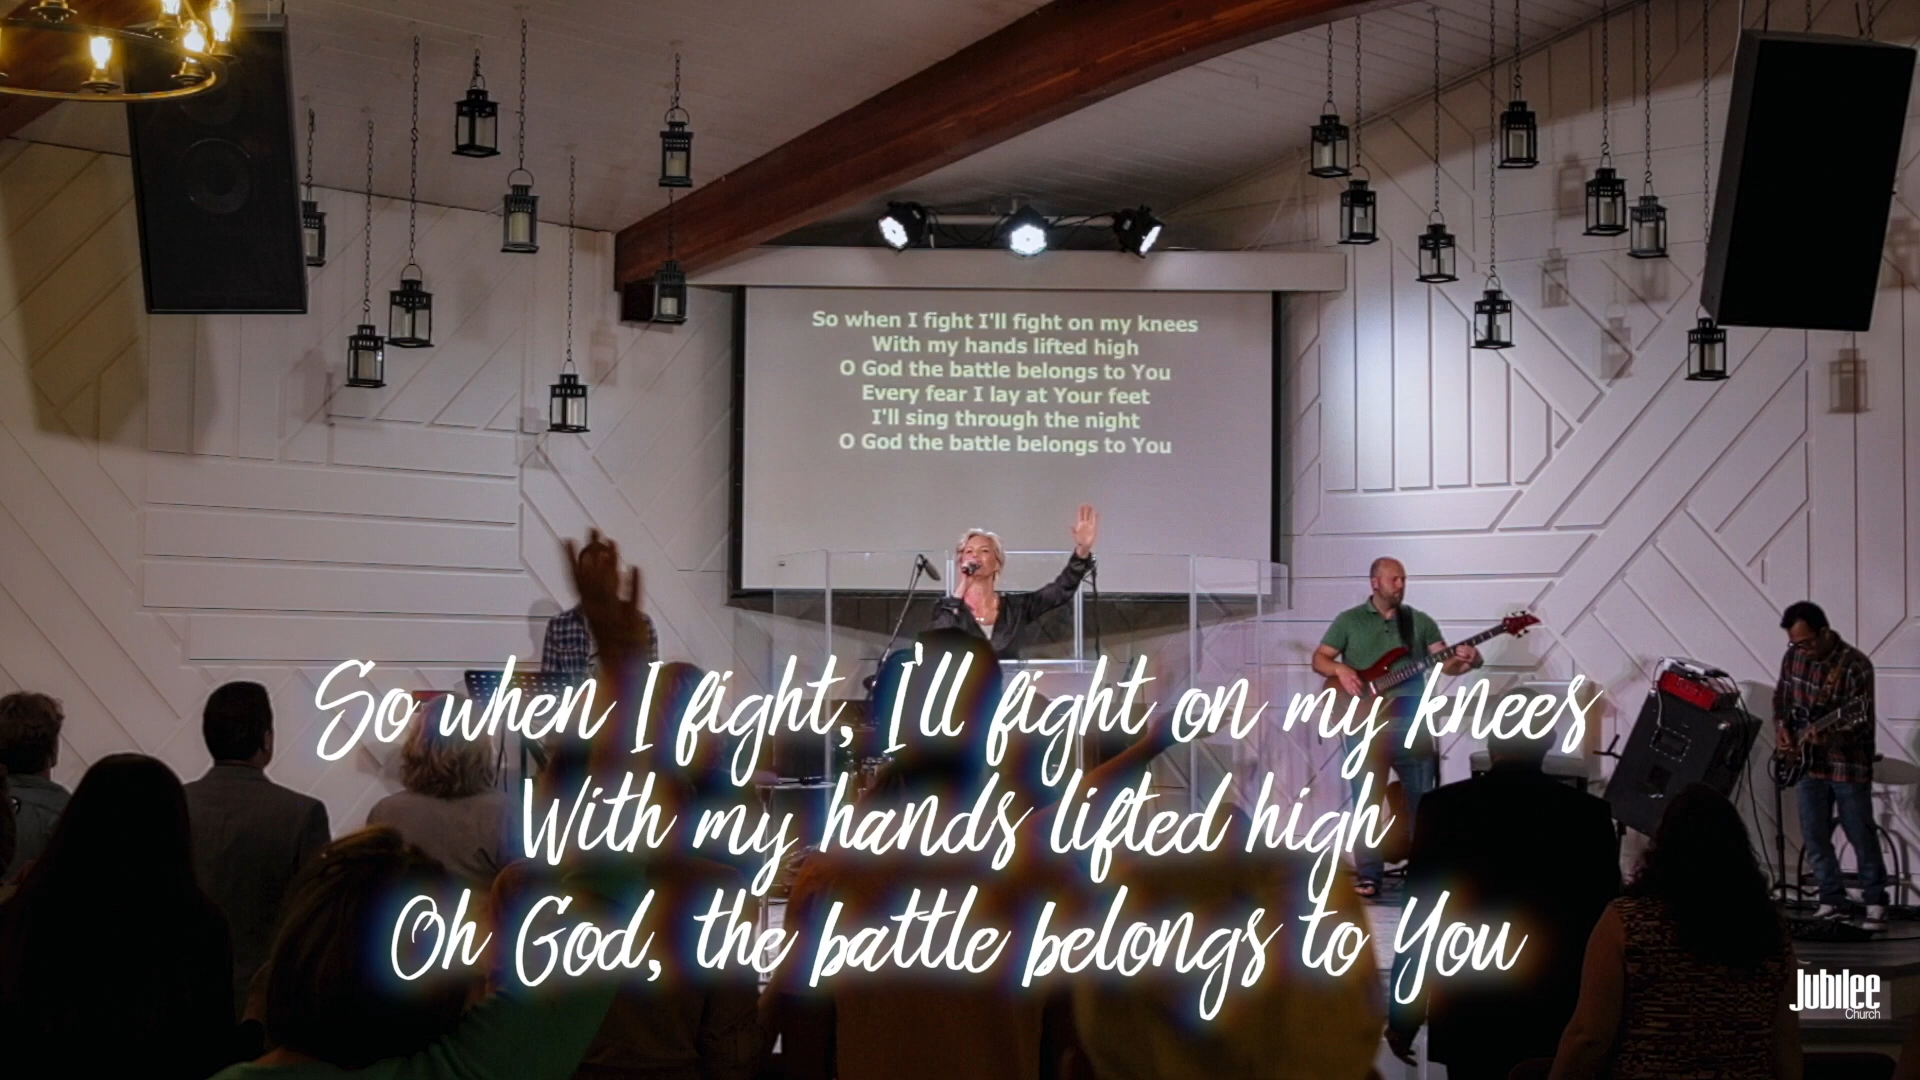 So when I fight I'll fight on my knees
With my hands lifted high
O God the battle belongs to You
Every fear I lay at Your feet
I'll sing through the night
O God the battle belongs to You
So when I fight, I'll fight on my knees
With my hands lifted high
Oh God, the battle belongs to You
Jubilee
Church